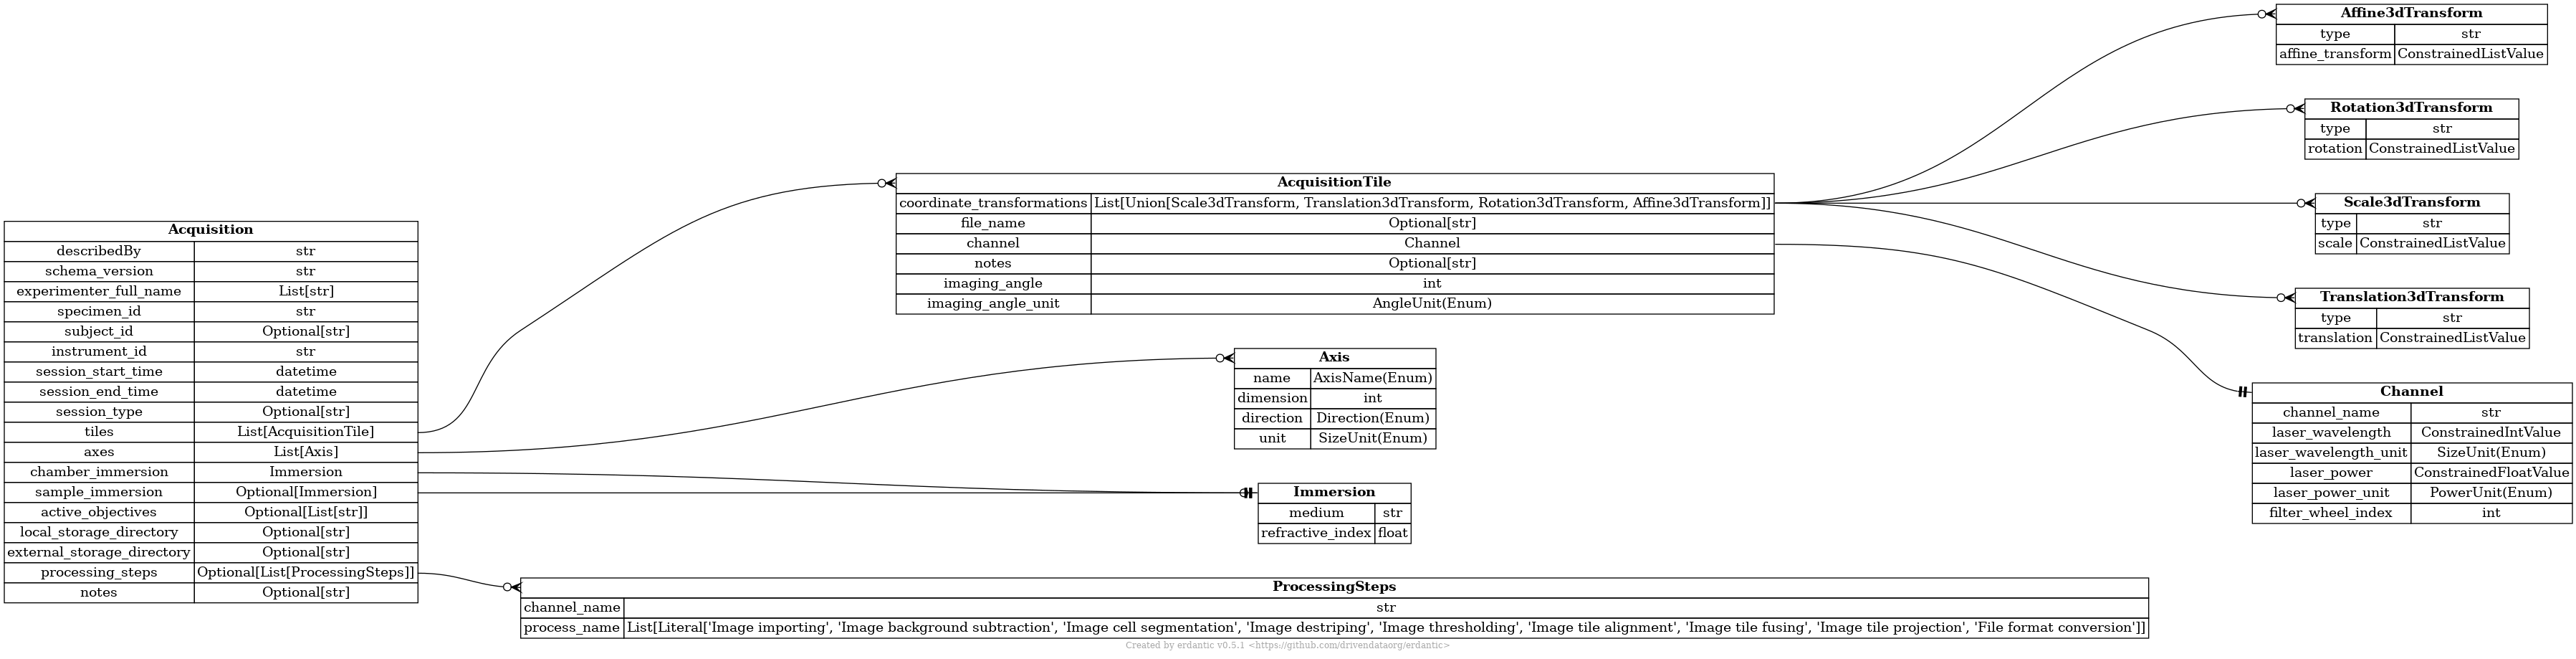 Acquisition
describedBy str
schema_version str
experimenter_full_name List[str]
specimen_id str
subject_id Optional[str]
instrument_id str
session_start_time datetime
session_end_time datetime
session_type Optional[str]
tiles List[AcquisitionTile]
axes List[Axis]
chamber_immersion Immersion
sample_immersion Optional[Immersion]
active_objectives Optional[List[str]]
local_storage_directory Optional[str]
external_storage_directory Optional[str]
processing_steps Optional[List[ProcessingSteps]]
notes Optional[str]
AcquisitionTile
coordinate_transformations List[Union[Scale3dTransform, Translation3dTransform, Rotation3dTransform, Affine3dTransform]]
file_name Optional[str]
channel Channel
notes Optional[str]
imaging_angle int
imaging_angle_unit AngleUnit(Enum)
Axis
name AxisName(Enum)
dimension int
direction Direction(Enum)
unit SizeUnit(Enum)
Immersion
medium str
refractive_index float
ProcessingSteps
channel_name str
process_name List[Literal['Image importing', 'Image background subtraction', 'Image cell segmentation', 'Image destriping', 'Image thresholding', 'Image tile alignment', 'Image tile fusing', 'Image tile projection', 'File format conversion']]
Affine3dTransform
type str
affine_transform ConstrainedListValue
Rotation3dTransform
type str
rotation ConstrainedListValue
Scale3dTransform
type str
scale ConstrainedListValue
Translation3dTransform
type str
translation ConstrainedListValue
Channel
channel_name str
laser_wavelength ConstrainedIntValue
laser_wavelength_unit SizeUnit(Enum)
laser_power ConstrainedFloatValue
laser_power_unit PowerUnit(Enum)
filter_wheel_index int
Created by erdantic v0.5.1 <https://github.com/drivendataorg/erdantic>